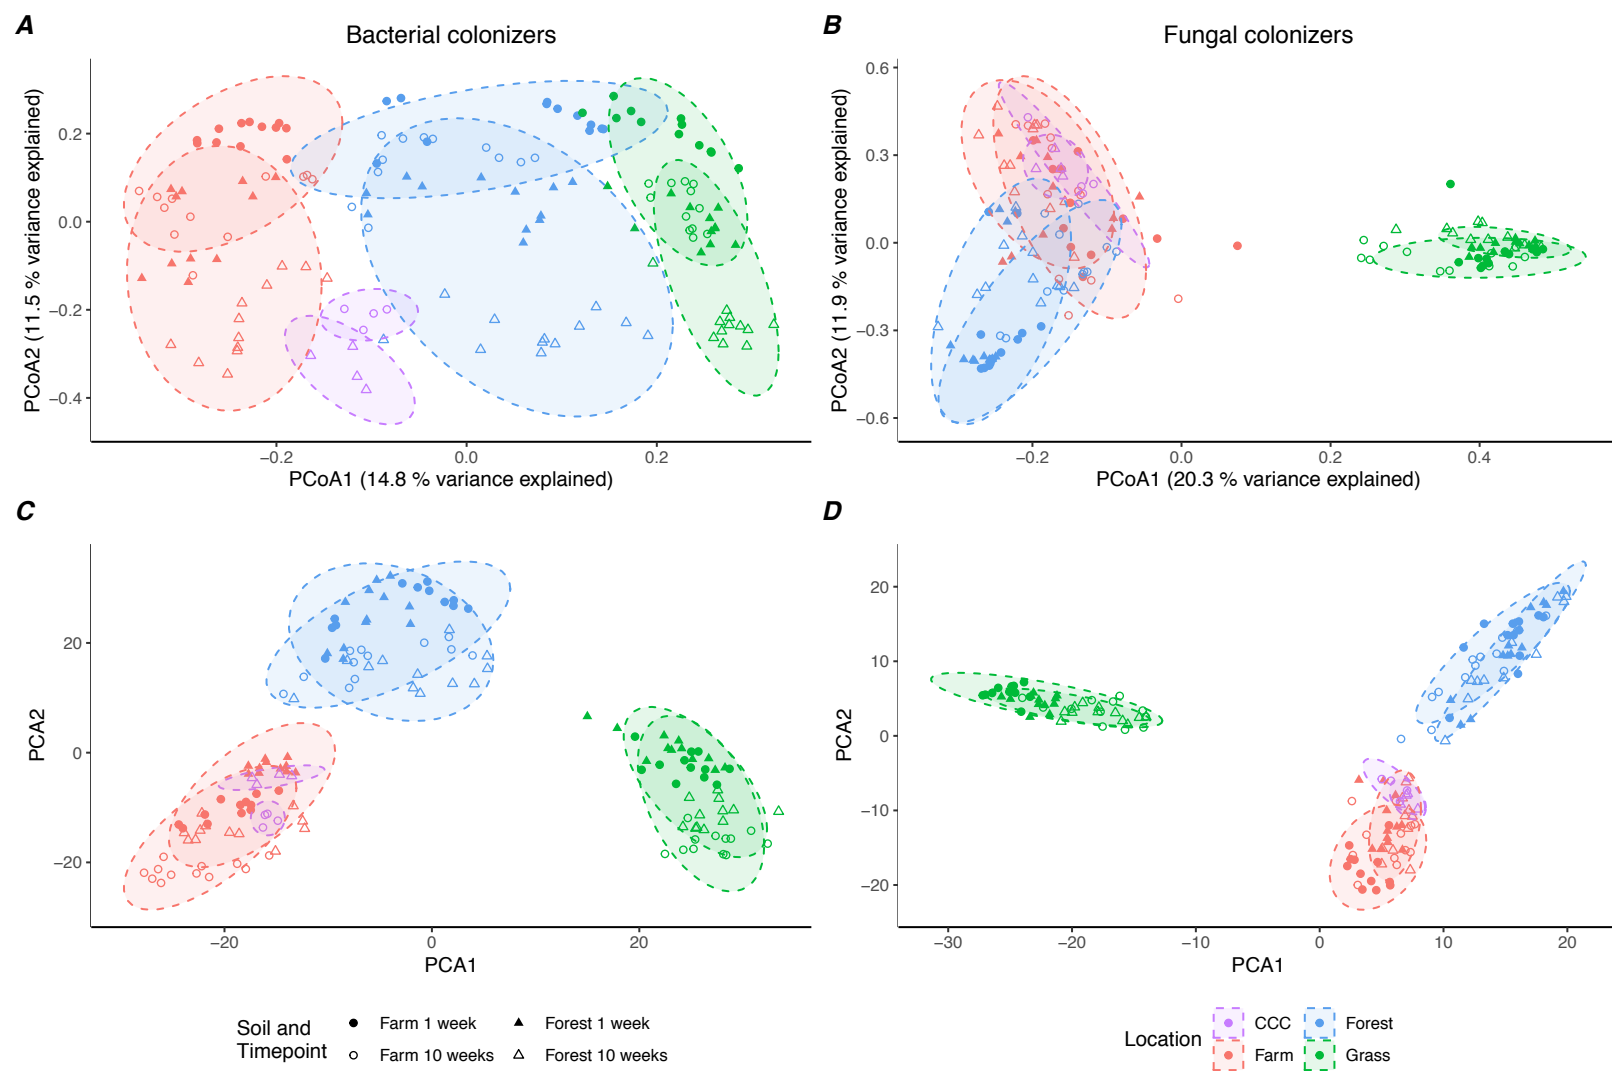 A
Bacterial colonizers
PCoA2 (11.5 % variance explained)
0.2
0.0
−0.2
−0.4
−0.2
0.0
0.2
PCoA1 (14.8 % variance explained)
B
Fungal colonizers
PCoA2 (11.9 % variance explained)
0.6
0.3
0.0
−0.3
−0.6
−0.2
0.0
0.2
0.4
PCoA1 (20.3 % variance explained)
C
PCA2
20
0
−20
−20
0
20
PCA1
D
PCA2
20
10
0
−10
−20
−30
−20
−10
0
10
20
PCA1
Soil and
Timepoint
Farm 1 week
Forest 1 week
Farm 10 weeks
Forest 10 weeks
Location
CCC
Forest
Farm
Grass